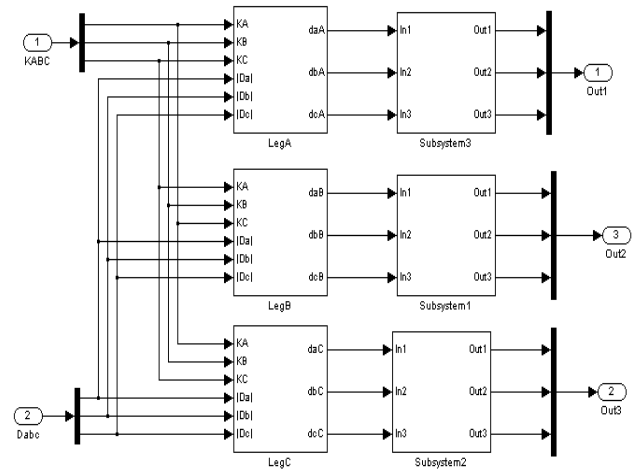 1
KABC
KA
KB
KC
|Da|
|Db|
|Dc|
daA
dbA
dcA
LegA
In1
In2
In3
Out1
Out2
Out3
Subsystem3
1
Out1
KA
KB
KC
|Da|
|Db|
|Dc|
daB
dbB
dcB
LegB
In1
In2
In3
Out1
Out2
Out3
Subsystem1
3
Out2
2
Dabc
KA
KB
KC
|Da|
|Db|
|Dc|
daC
dbC
dcC
LegC
In1
In2
In3
Out1
Out2
Out3
Subsystem2
2
Out3